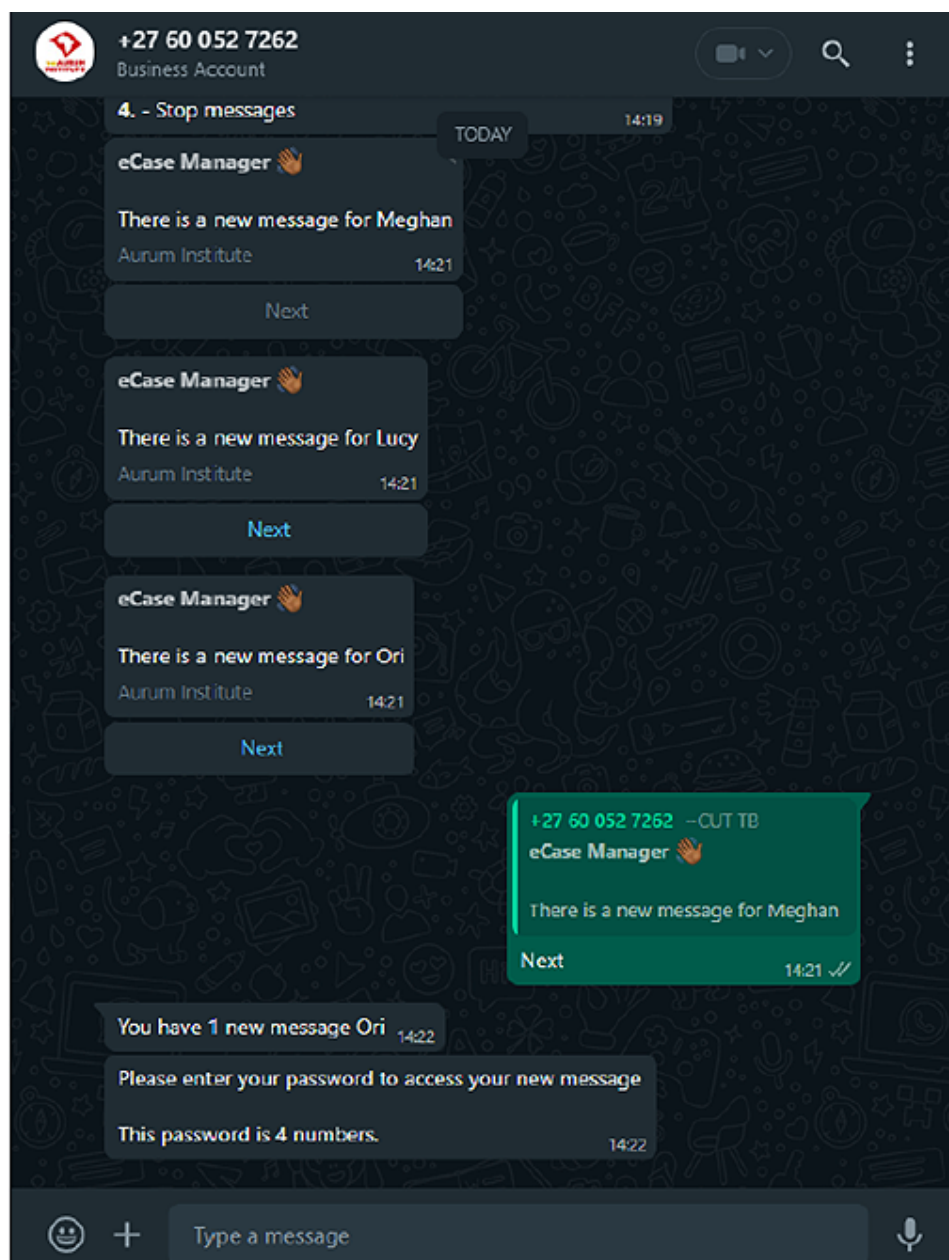 +27 60 052 7262
Business Account
4. - Stop messages
14:19
TODAY
eCase Manager 👋🏾
There is a new message for Meghan
Aurum Institute
14:21
Next
eCase Manager 👋🏾
There is a new message for Lucy
Aurum Institute
14:21
Next
eCase Manager 👋🏾
There is a new message for Ori
Aurum Institute
14:21
Next
+27 60 052 7262 ~CUT TB
eCase Manager 👋🏾
There is a new message for Meghan
Next
14:21
You have 1 new message Ori 14:22
Please enter your password to access your new message
This password is 4 numbers.
14:22
Type a message